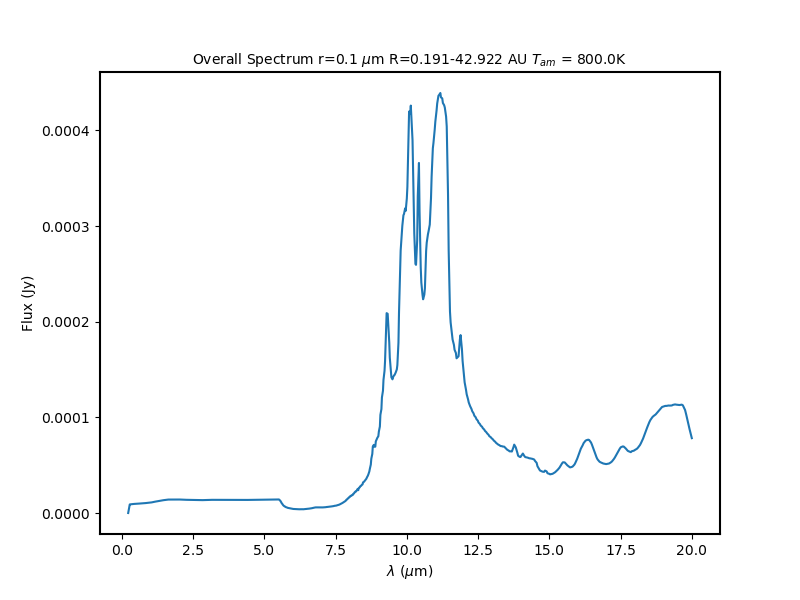 Overall Spectrum r=0.1 μm R=0.191-42.922 AU T_am = 800.0K
Flux (Jy)
0.0004
0.0003
0.0002
0.0001
0.0000
0.0 2.5 5.0 7.5 10.0 12.5 15.0 17.5 20.0
λ (μm)